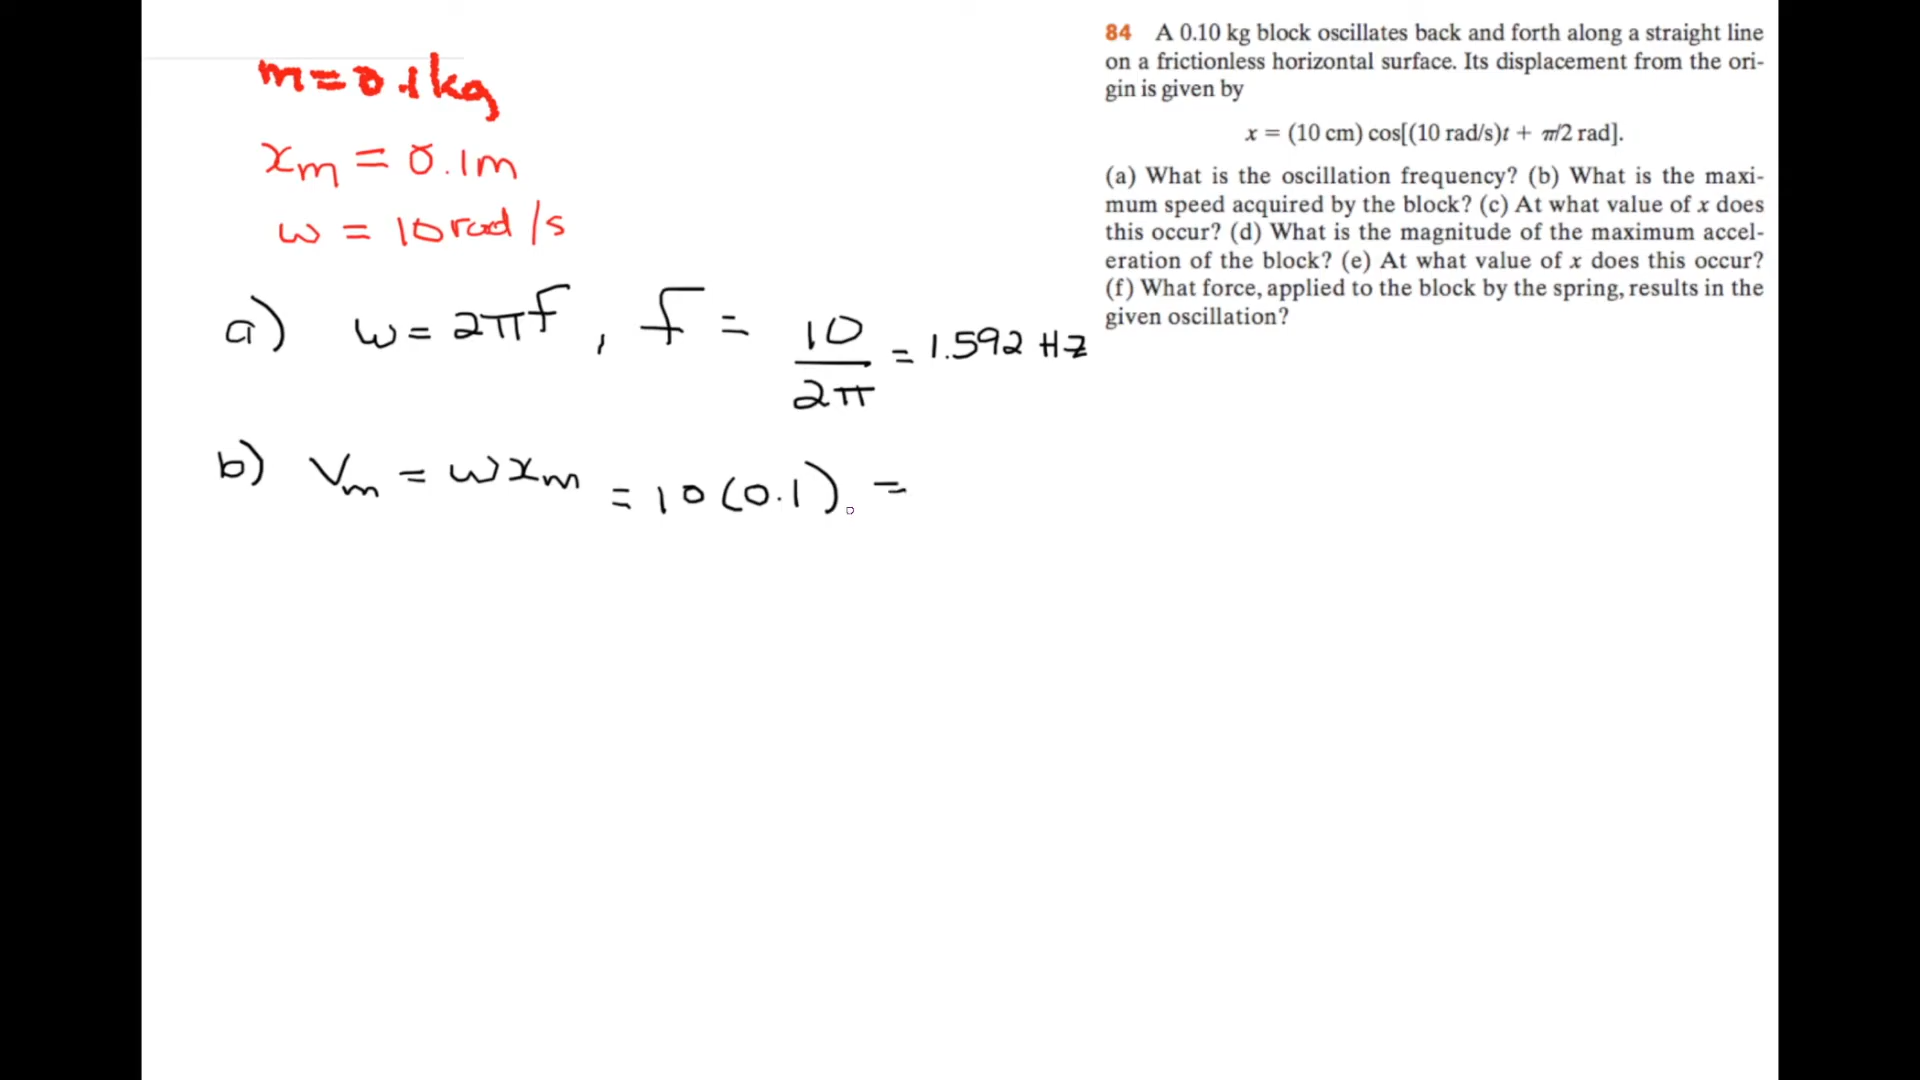 m=0.1kg
xm = 0.1m
ω = 10rad/s
a) ω = 2πf, f = 10/2π = 1.592 Hz
b) Vm = ωxm = 10(0.1) =
84 A 0.10 kg block oscillates back and forth along a straight line
on a frictionless horizontal surface. Its displacement from the ori-
gin is given by
x = (10 cm) cos[(10 rad/s)t + π/2 rad].
(a) What is the oscillation frequency? (b) What is the maxi-
mum speed acquired by the block? (c) At what value of x does
this occur? (d) What is the magnitude of the maximum accel-
eration of the block? (e) At what value of x does this occur?
(f) What force, applied to the block by the spring, results in the
given oscillation?